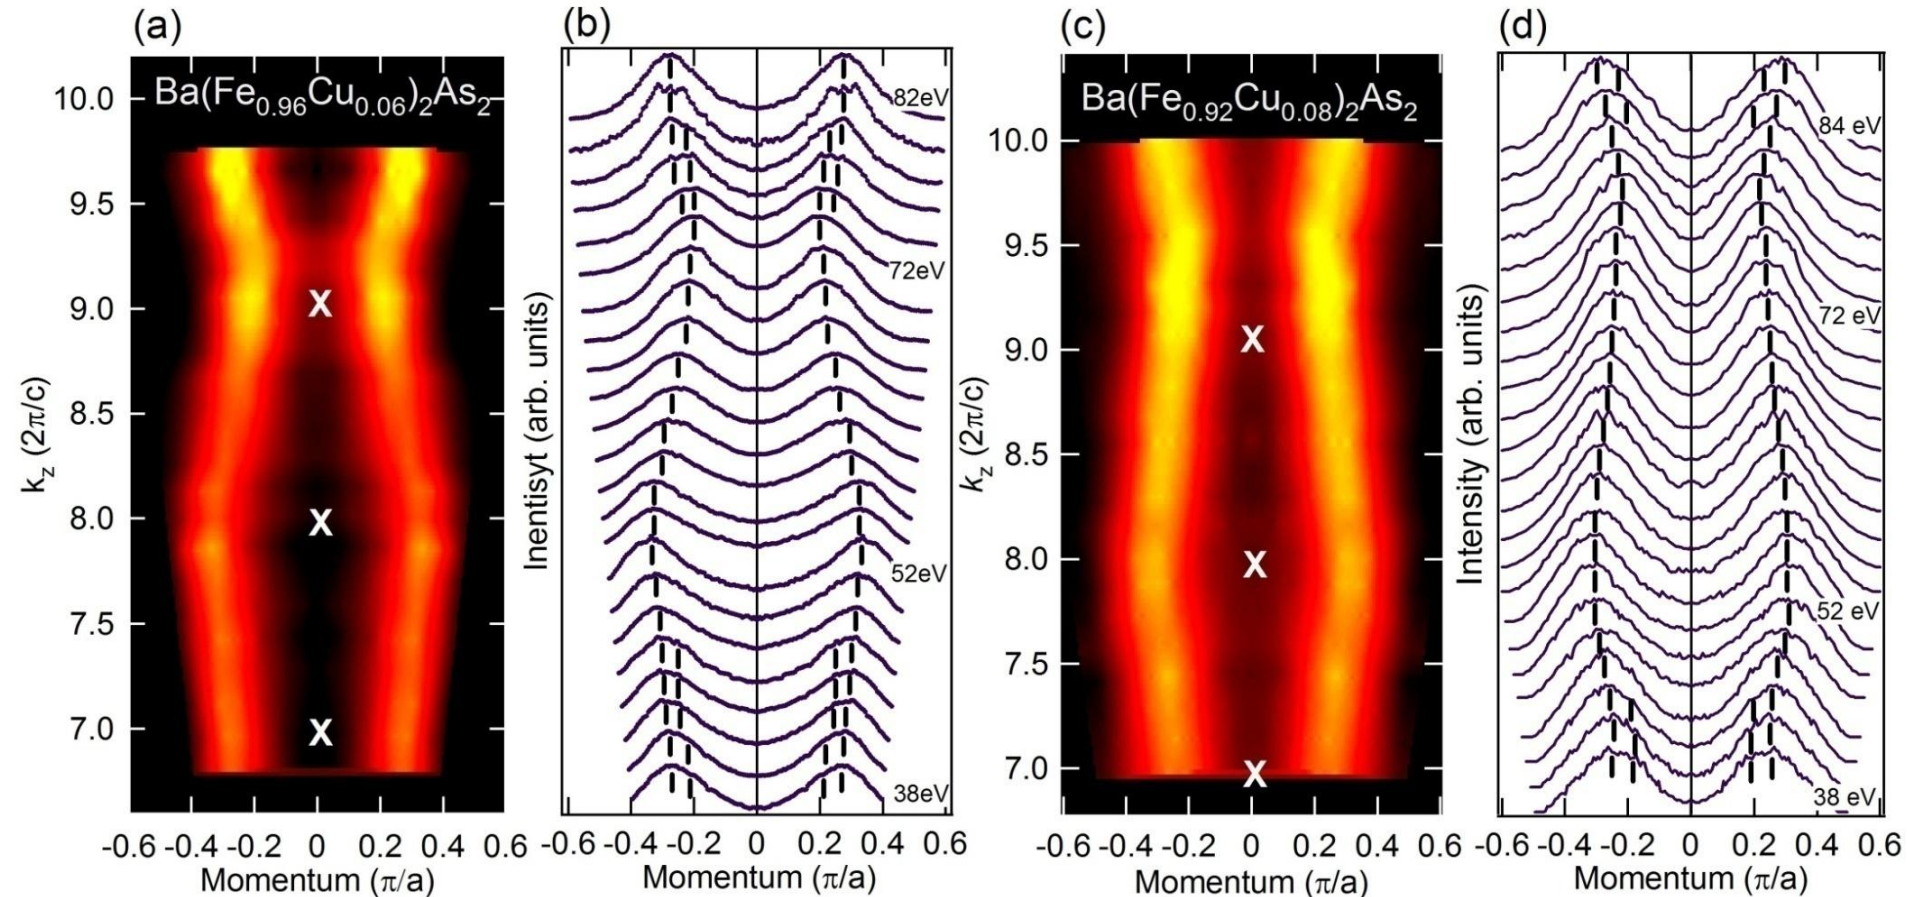 (a)
Ba(Fe0.96Cu0.06)2As2
10.0
9.5
9.0
8.5
8.0
7.5
7.0
kz (2π/c)
X
X
X
-0.6 -0.4 -0.2 0 0.2 0.4 0.6
Momentum (π/a)
(b)
Inentisyt (arb. units)
82eV
72eV
52eV
38eV
-0.6 -0.4 -0.2 0 0.2 0.4 0.6
Momentum (π/a)
(c)
Ba(Fe0.92Cu0.08)2As2
10.0
9.5
9.0
8.5
8.0
7.5
7.0
kz (2π/c)
X
X
X
-0.6 -0.4 -0.2 0 0.2 0.4 0.6
Momentum (π/a)
(d)
Intensity (arb. units)
84 eV
72 eV
52 eV
38 eV
-0.6 -0.4 -0.2 0 0.2 0.4 0.6
Momentum (π/a)